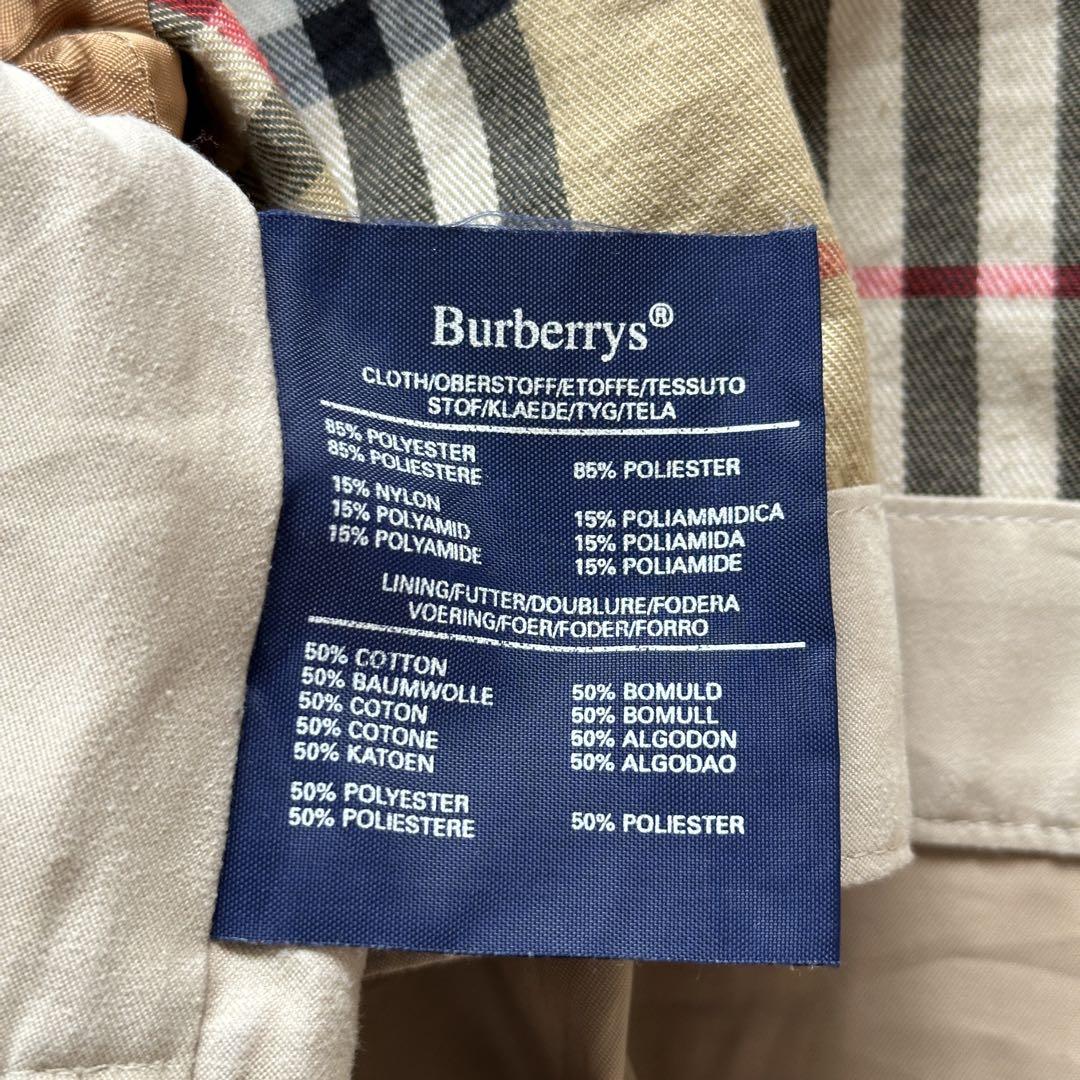 Burberrys®
CLOTH/OBERSTOFF/ETOFFE/TESSUTO
STOF/KLAEDE/TYG/TELA
85% POLYESTER
85% POLIESTERE
85% POLIESTER
15% NYLON
15% POLYAMID
15% POLYAMIDE
15% POLIAMMIDICA
15% POLIAMIDA
15% POLIAMIDE
LINING/FUTTER/DOUBLURE/FODERA
VOERING/FOER/FODER/FORRO
50% COTTON
50% BAUMWOLLE
50% COTON
50% COTONE
50% KATOEN
50% BOMULD
50% BOMULL
50% ALGODON
50% ALGODAO
50% POLYESTER
50% POLIESTERE
50% POLIESTER